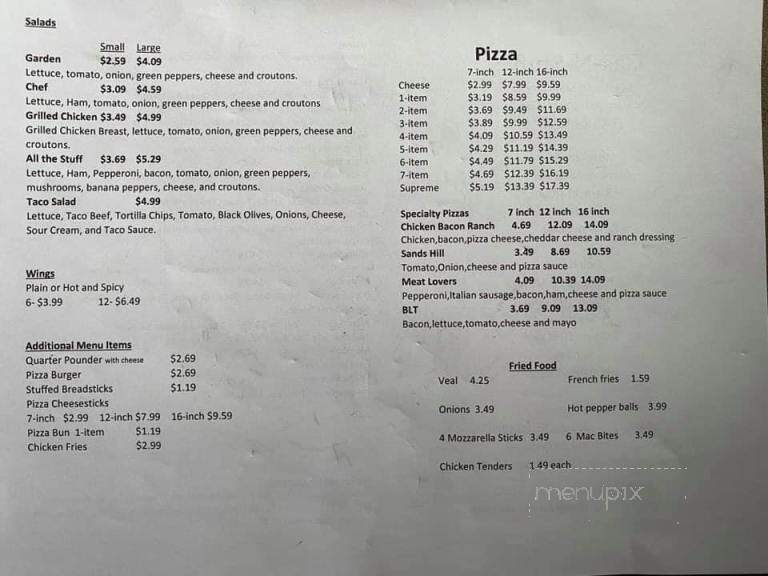 Salads
Small Large
Garden $2.59 $4.09
Lettuce, tomato, onion, green peppers, cheese and croutons.
Chef $3.09 $4.59
Lettuce, Ham, tomato, onion, green peppers, cheese and croutons
Grilled Chicken $3.49 $4.99
Grilled Chicken Breast, lettuce, tomato, onion, green peppers, cheese and
croutons.
All the Stuff $3.69 $5.29
Lettuce, Ham, Pepperoni, bacon, tomato, onion, green peppers,
mushrooms, banana peppers, cheese, and croutons.
Taco Salad $4.99
Lettuce, Taco Beef, Tortilla Chips, Tomato, Black Olives, Onions, Cheese,
Sour Cream, and Taco Sauce.
Wings
Plain or Hot and Spicy
6- $3.99 12- $6.49
Additional Menu Items
Quarter Pounder with cheese $2.69
Pizza Burger $2.69
Stuffed Breadsticks $1.19
Pizza Cheesesticks
7-inch $2.99 12-inch $7.99 16-inch $9.59
Pizza Bun 1-item $1.19
Chicken Fries $2.99
Pizza
7-inch 12-inch 16-inch
Cheese $2.99 $7.99 $9.59
1-item $3.19 $8.59 $9.99
2-item $3.69 $9.49 $11.69
3-item $3.89 $9.99 $12.59
4-item $4.09 $10.59 $13.49
5-item $4.29 $11.19 $14.39
6-item $4.49 $11.79 $15.29
7-item $4.69 $12.39 $16.19
Supreme $5.19 $13.39 $17.39
Specialty Pizzas 7 inch 12 inch 16 inch
Chicken Bacon Ranch 4.69 12.09 14.09
Chicken,bacon,pizza cheese,cheddar cheese and ranch dressing
Sands Hill 3.49 8.69 10.59
Tomato,Onion,cheese and pizza sauce
Meat Lovers 4.09 10.39 14.09
Pepperoni,Italian sausage,bacon,ham,cheese and pizza sauce
BLT 3.69 9.09 13.09
Bacon,lettuce,tomato,cheese and mayo
Fried Food
Veal 4.25 French fries 1.59
Onions 3.49 Hot pepper balls 3.99
4 Mozzarella Sticks 3.49 6 Mac Bites 3.49
Chicken Tenders 1.49 each
menupix